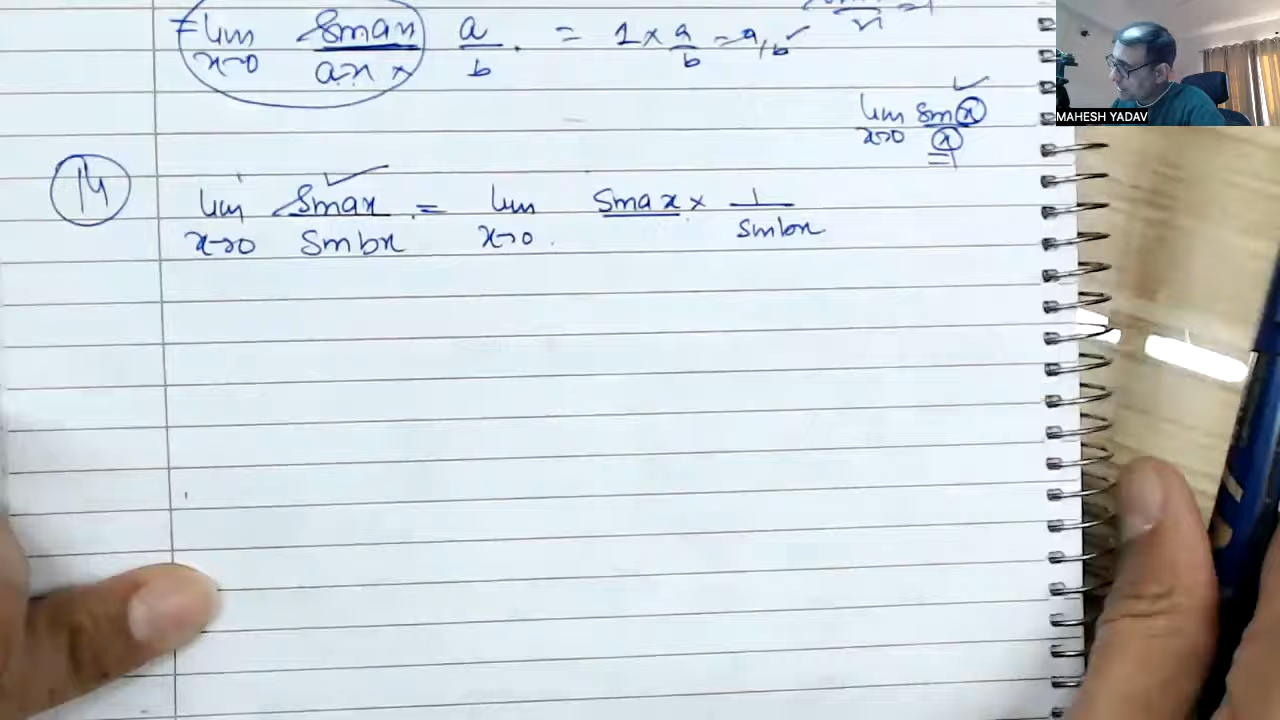 = lim x→0 sin ax / ax × a/b = 1 × a/b = a/b ✓
MAHESH YADAV
lim x→0 sin x / x = 1
14 lim x→0 sin ax / sin bx = lim x→0 sin ax × 1 / sin bx